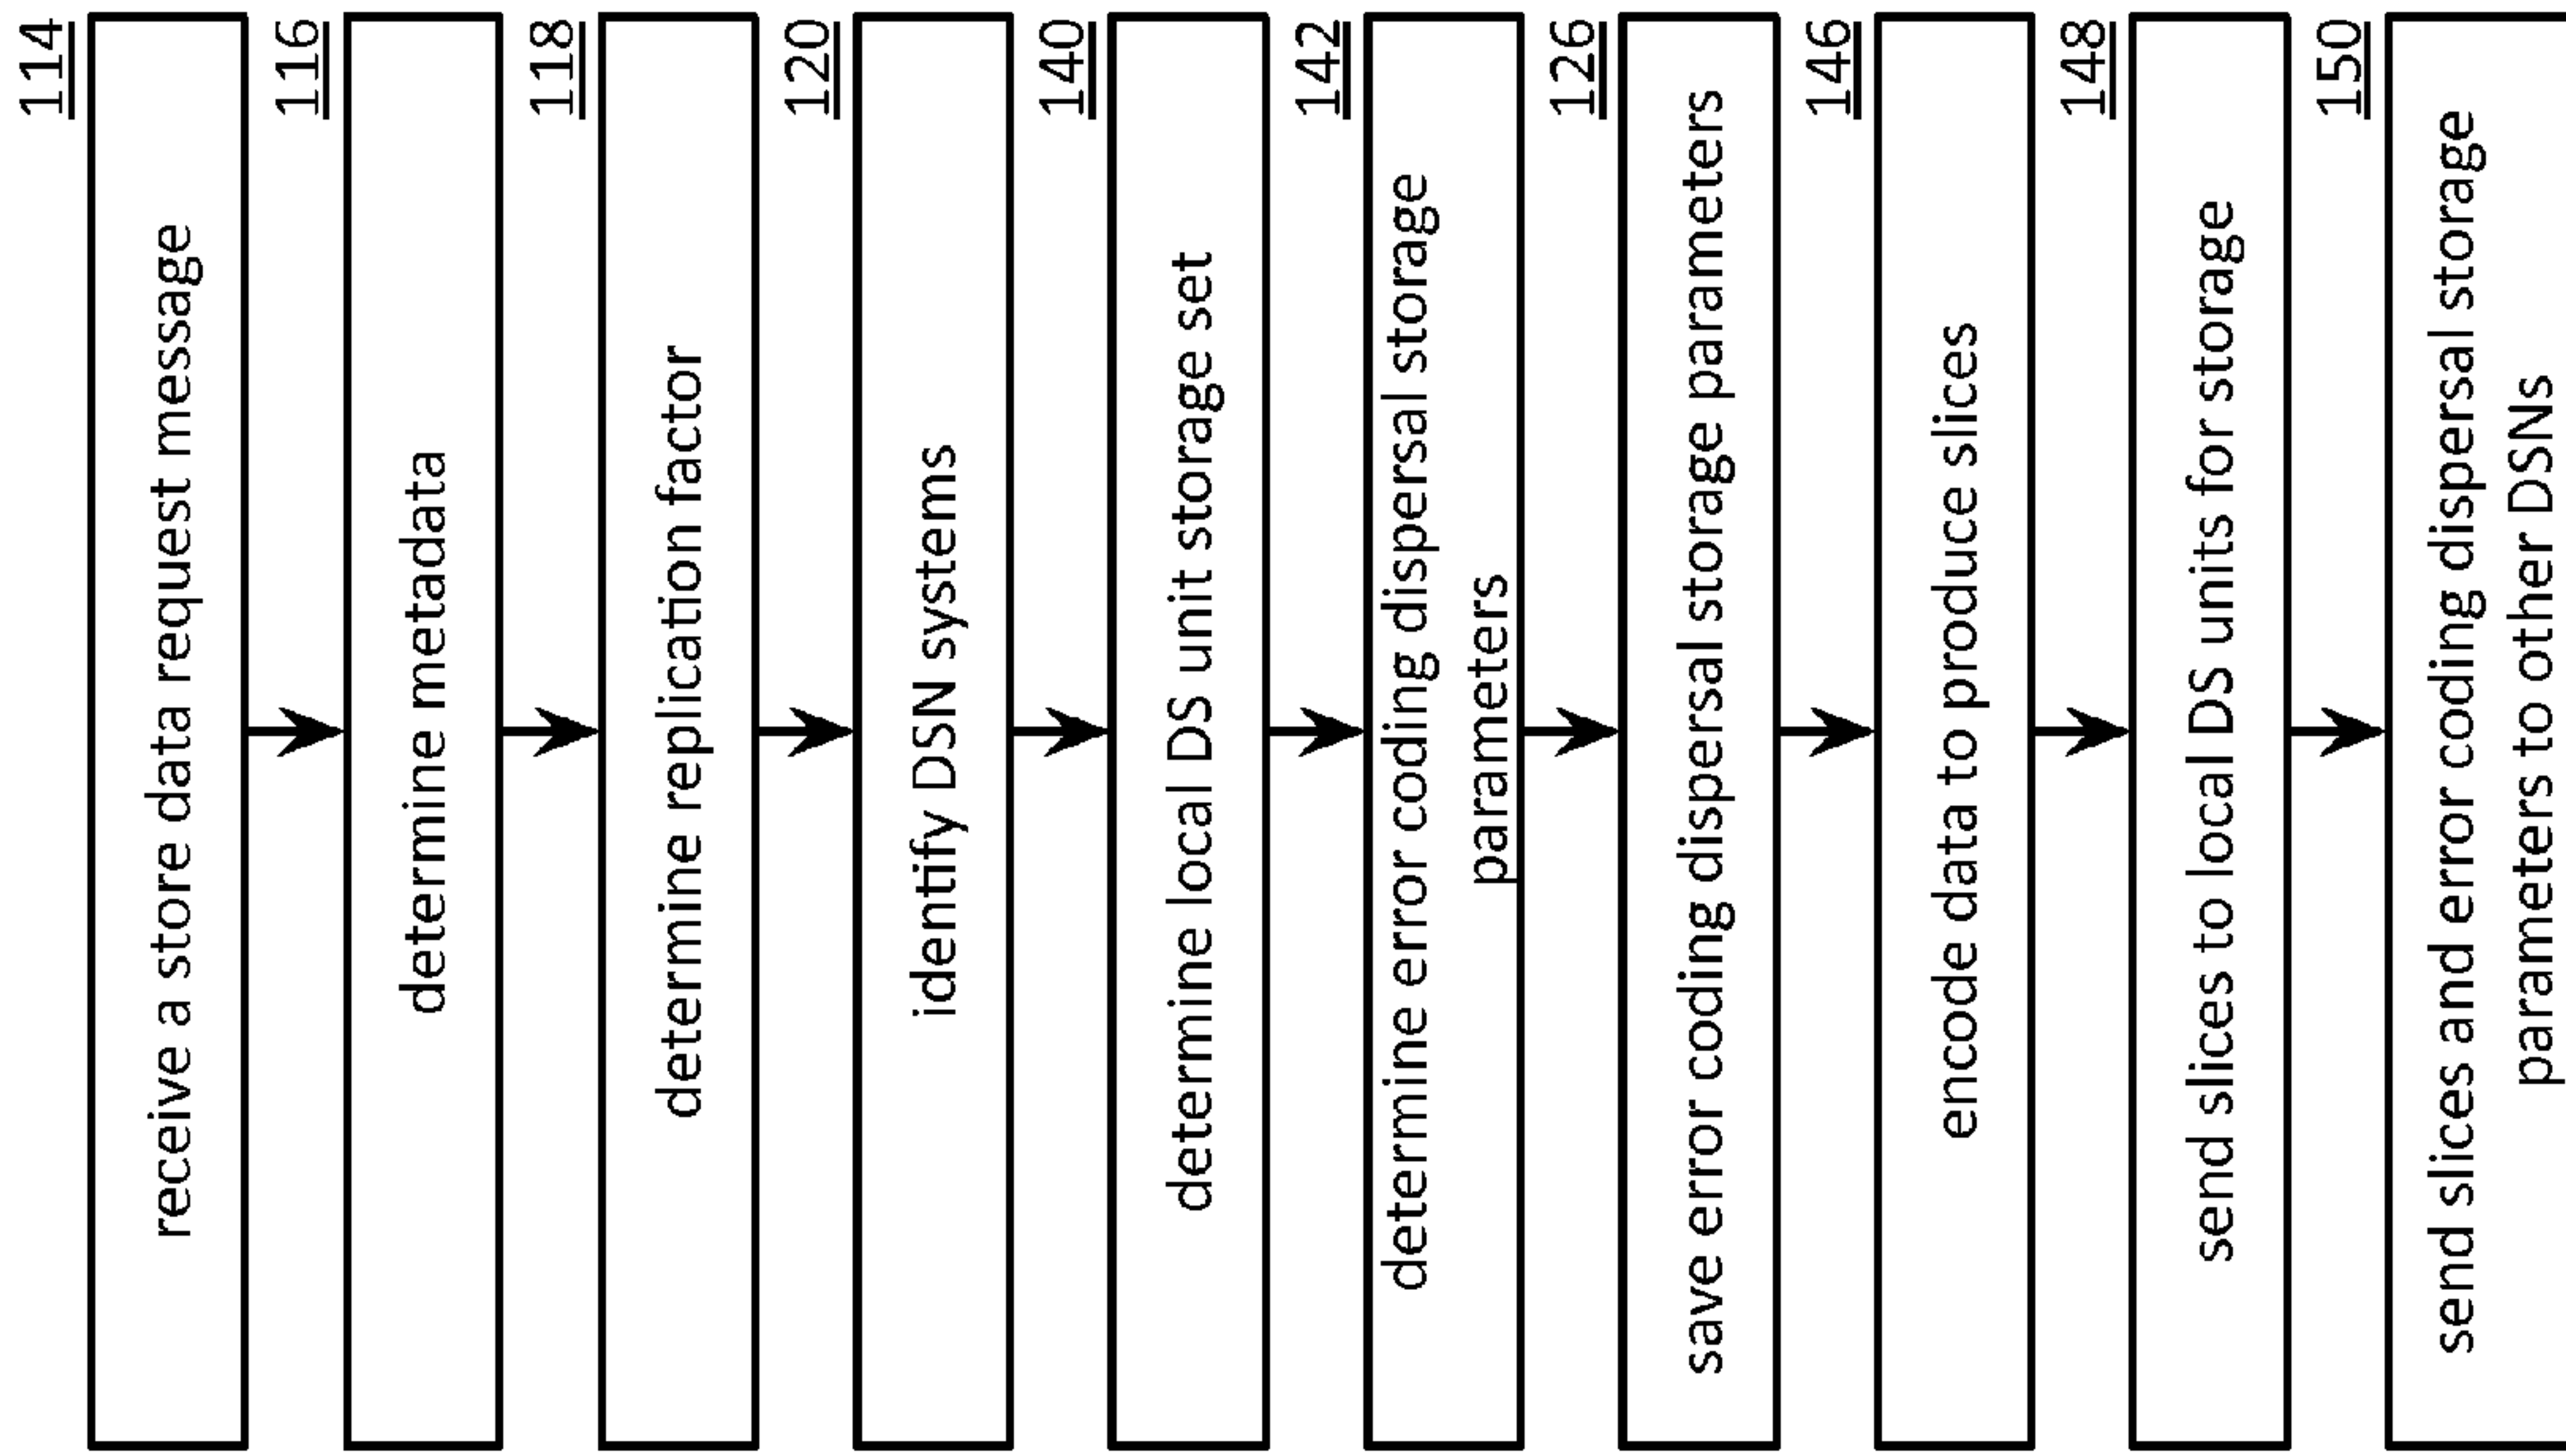 114
receive a store data request message
116
determine metadata
118
determine replication factor
120
identify DSN systems
140
determine local DS unit storage set
142
determine error coding dispersal storage
parameters
126
save error coding dispersal storage parameters
146
encode data to produce slices
148
send slices to local DS units for storage
150
send slices and error coding dispersal storage
parameters to other DSNs